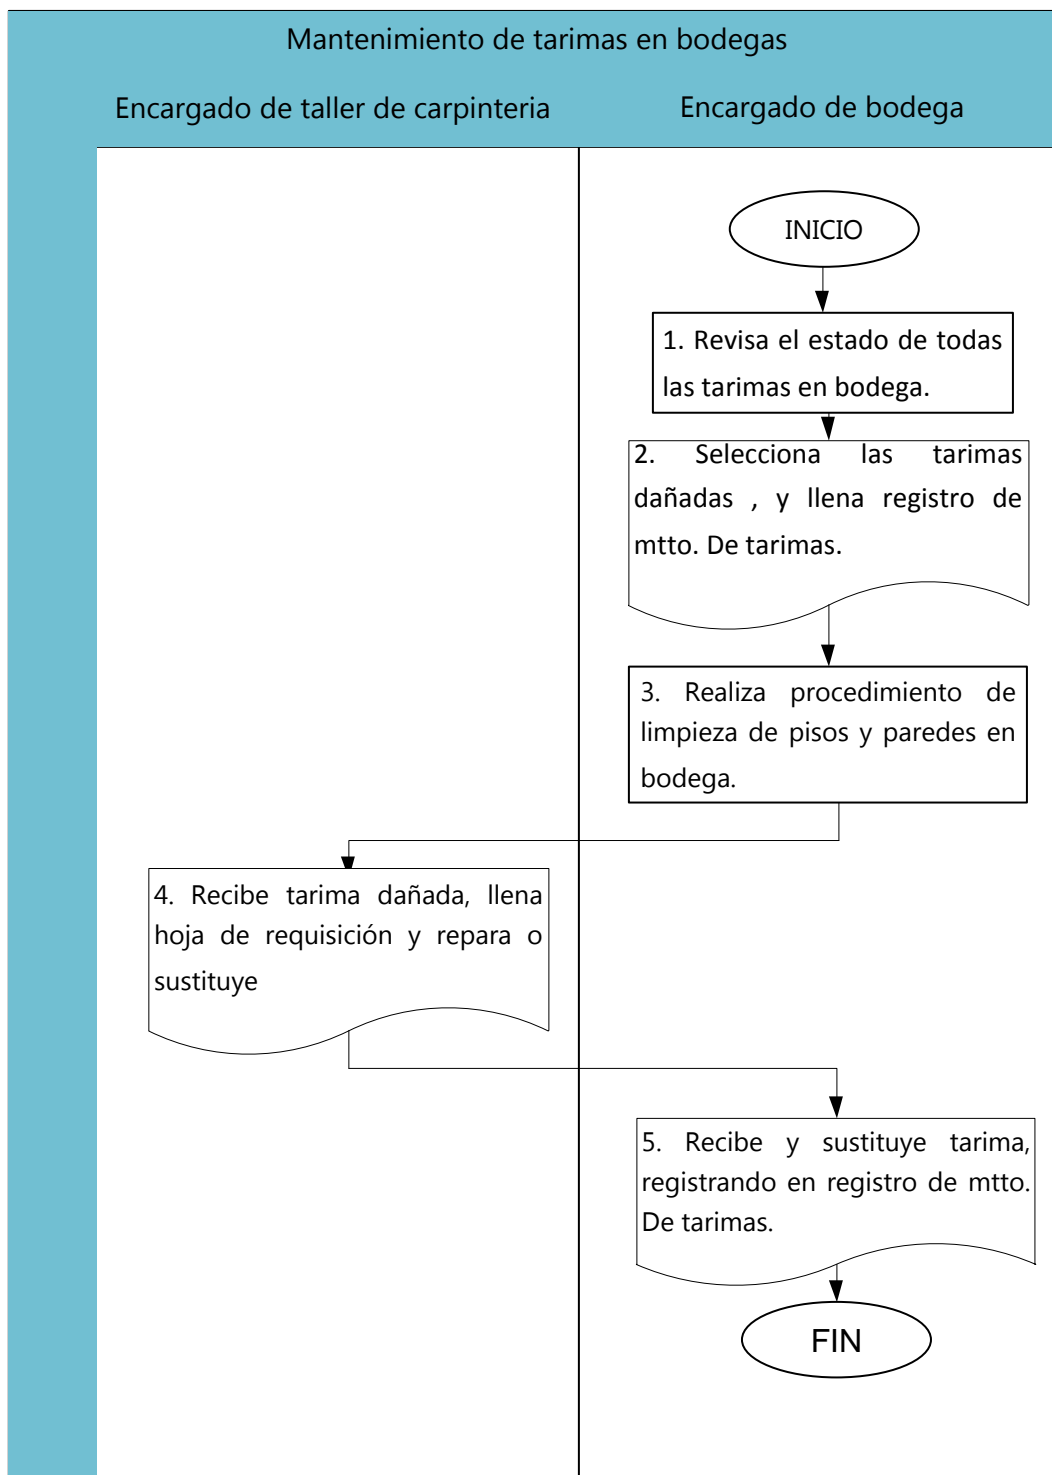 Mantenimiento de tarimas en bodegas
Encargado de taller de carpinteria
Encargado de bodega
INICIO
1. Revisa el estado de todas
las tarimas en bodega.
2. Selecciona las tarimas
dañadas , y llena registro de
mtto. De tarimas.
3. Realiza procedimiento de
limpieza de pisos y paredes en
bodega.
4. Recibe tarima dañada, llena
hoja de requisición y repara o
sustituye
5. Recibe y sustituye tarima,
registrando en registro de mtto.
De tarimas.
FIN